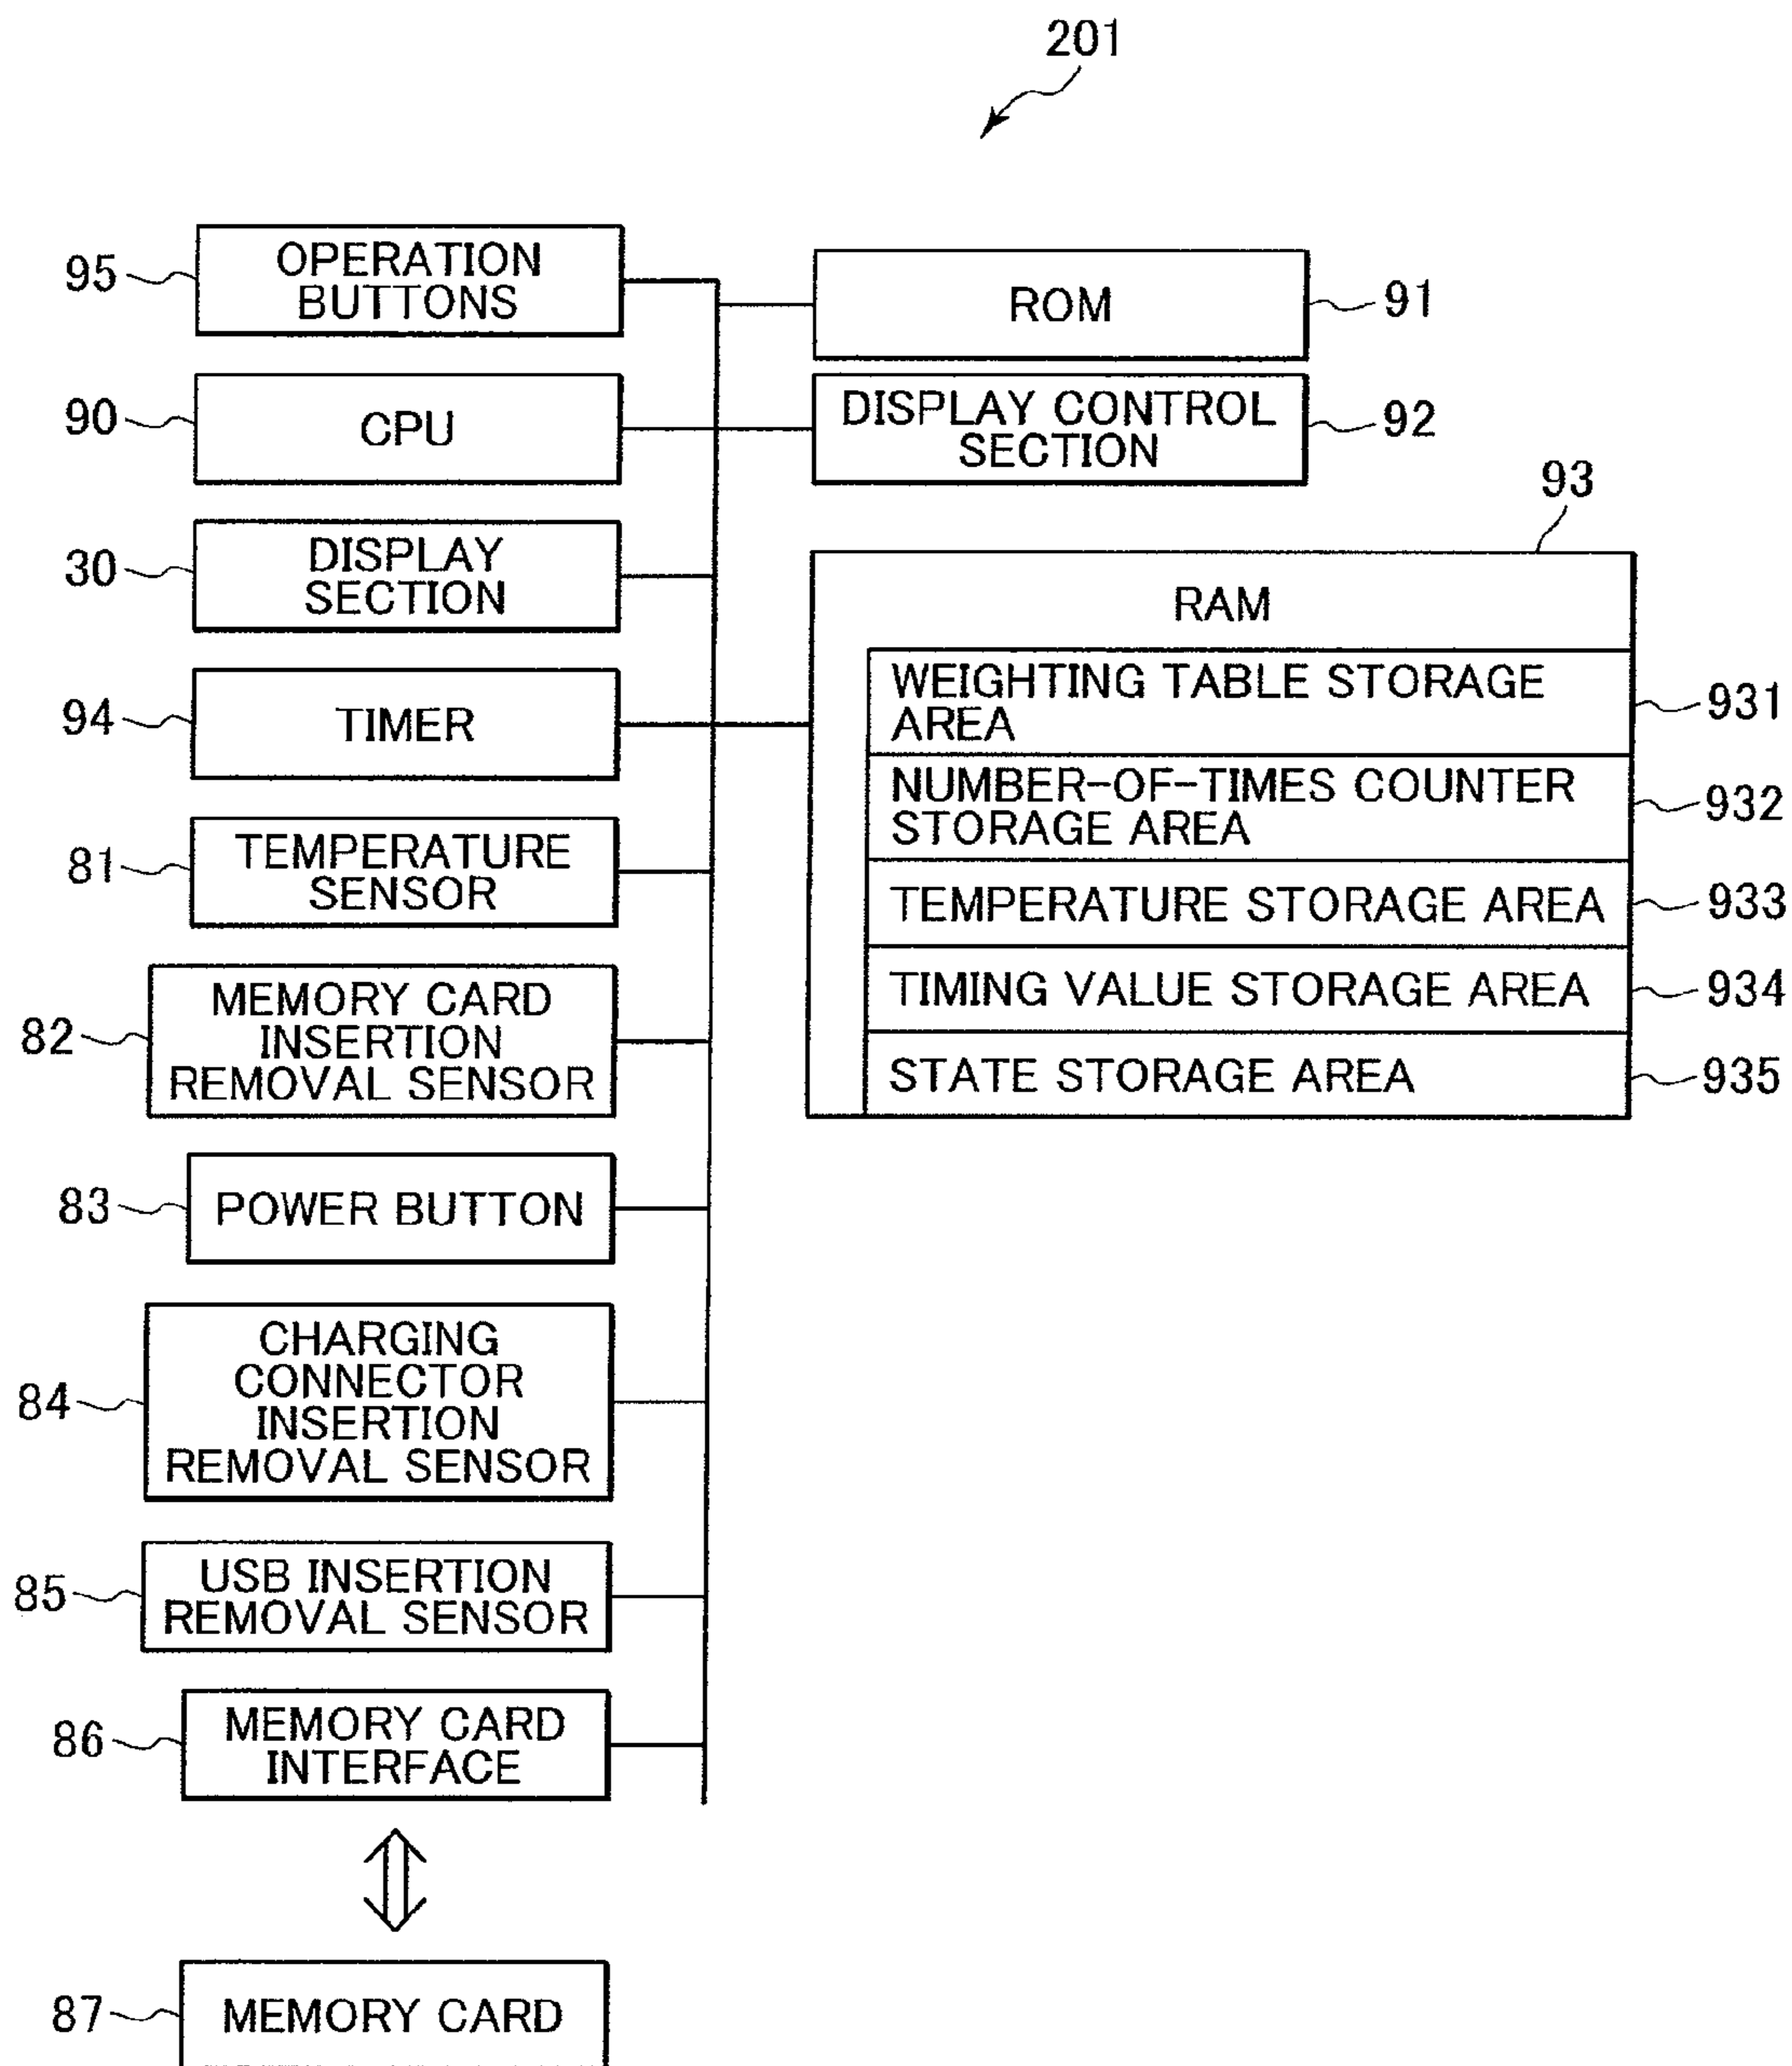 201
95
OPERATION
BUTTONS
ROM
91
90
CPU
DISPLAY CONTROL
SECTION
92
93
30
DISPLAY
SECTION
RAM
94
TIMER
WEIGHTING TABLE STORAGE
AREA
931
NUMBER-OF-TIMES COUNTER
STORAGE AREA
932
81
TEMPERATURE
SENSOR
TEMPERATURE STORAGE AREA
933
TIMING VALUE STORAGE AREA
934
82
MEMORY CARD
INSERTION
REMOVAL SENSOR
STATE STORAGE AREA
935
83
POWER BUTTON
84
CHARGING
CONNECTOR
INSERTION
REMOVAL SENSOR
85
USB INSERTION
REMOVAL SENSOR
86
MEMORY CARD
INTERFACE
87
MEMORY CARD